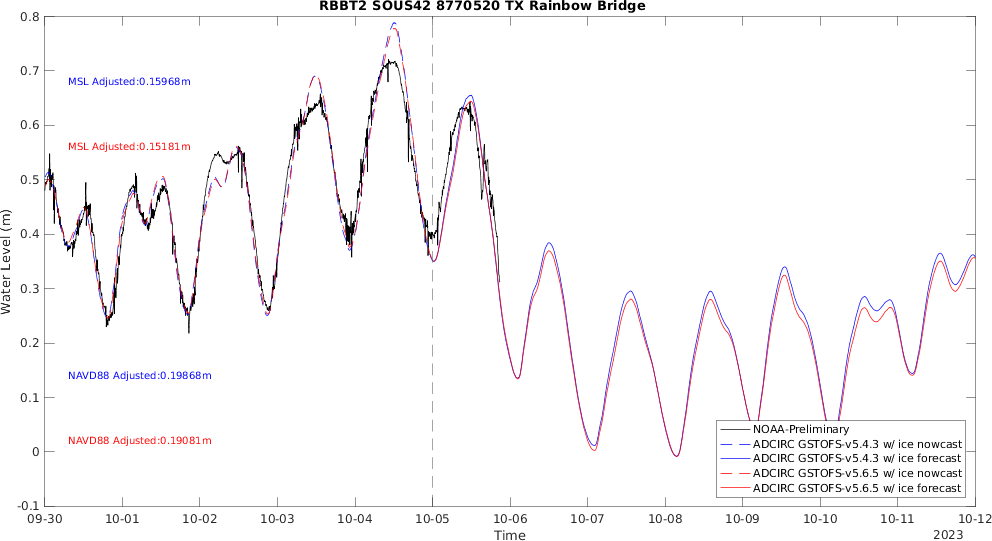 RBBT2 SOUS42 8770520 TX Rainbow Bridge
0.8
0.7
0.6
0.5
0.4
0.3
0.2
0.1
0
-0.1
Water Level (m)
MSL Adjusted:0.15968m
MSL Adjusted:0.15181m
NAVD88 Adjusted:0.19868m
NAVD88 Adjusted:0.19081m
NOAA-Preliminary
ADCIRC GSTOFS-v5.4.3 w/ ice nowcast
ADCIRC GSTOFS-v5.4.3 w/ ice forecast
ADCIRC GSTOFS-v5.6.5 w/ ice nowcast
ADCIRC GSTOFS-v5.6.5 w/ ice forecast
09-30 10-01 10-02 10-03 10-04 10-05 10-06 10-07 10-08 10-09 10-10 10-11 10-12
Time
2023